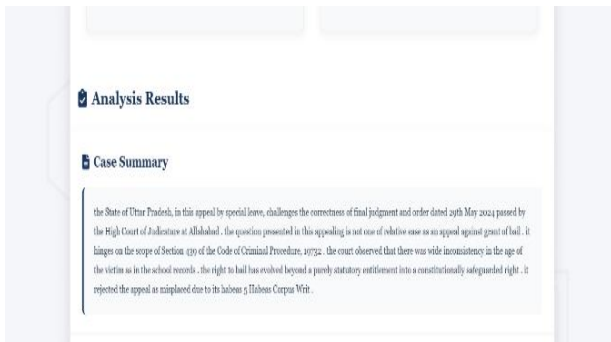 Analysis Results
Case Summary
the State of Uttar Pradesh, in this appeal by special leave, challenges the correctness of final judgment and order dated 29th May 2024 passed by
the High Court of Judicature at Allahabad . the question presented in this appealing is not one of relative ease as an appeal against grant of bail . it
hinges on the scope of Section 439 of the Code of Criminal Procedure, 19732 . the court observed that there was wide inconsistency in the age of
the victim as in the school records . the right to bail has evolved beyond a purely statutory entitlement into a constitutionally safeguarded right . it
rejected the appeal as misplaced due to its habeas 5 Habeas Corpus Writ .